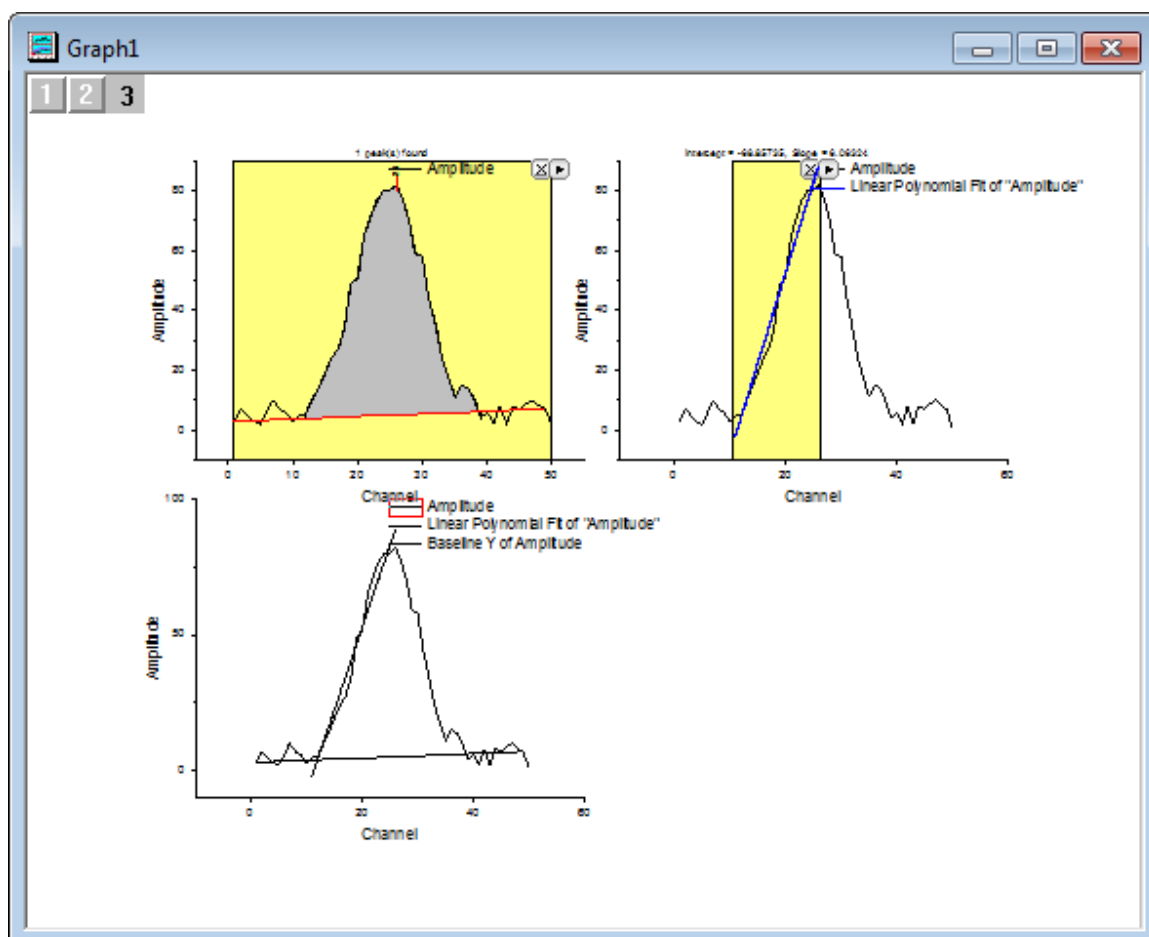 Graph1
1 2 3
1 peak(s) found
Amplitude
80
60
40
20
0
Amplitude
0 10 20 30 40 50
Channel
Slope =
Amplitude
Linear Polynomial Fit of "Amplitude"
80
60
40
20
0
Amplitude
0 20 40 60
Channel
Amplitude
Linear Polynomial Fit of "Amplitude"
Baseline Y of Amplitude
100
50
0
Amplitude
0 20 40 60
Channel